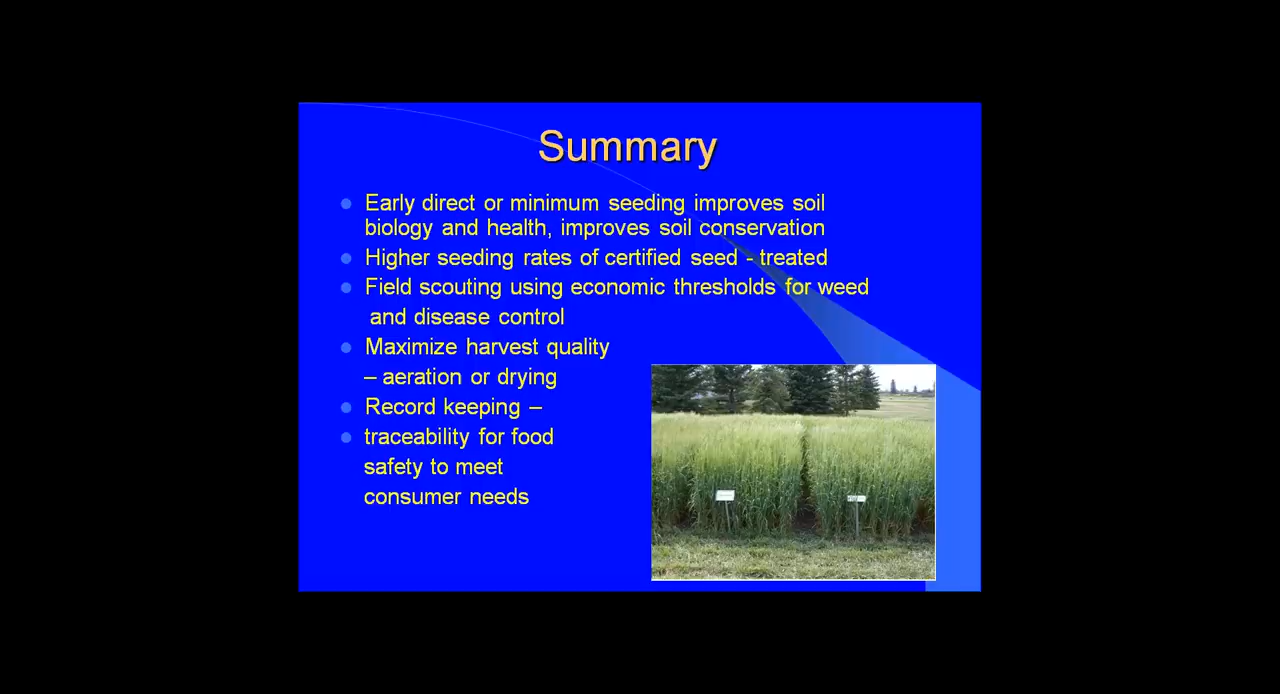 Summary
Early direct or minimum seeding improves soil
biology and health, improves soil conservation
Higher seeding rates of certified seed - treated
Field scouting using economic thresholds for weed
and disease control
Maximize harvest quality
– aeration or drying
Record keeping –
traceability for food
safety to meet
consumer needs